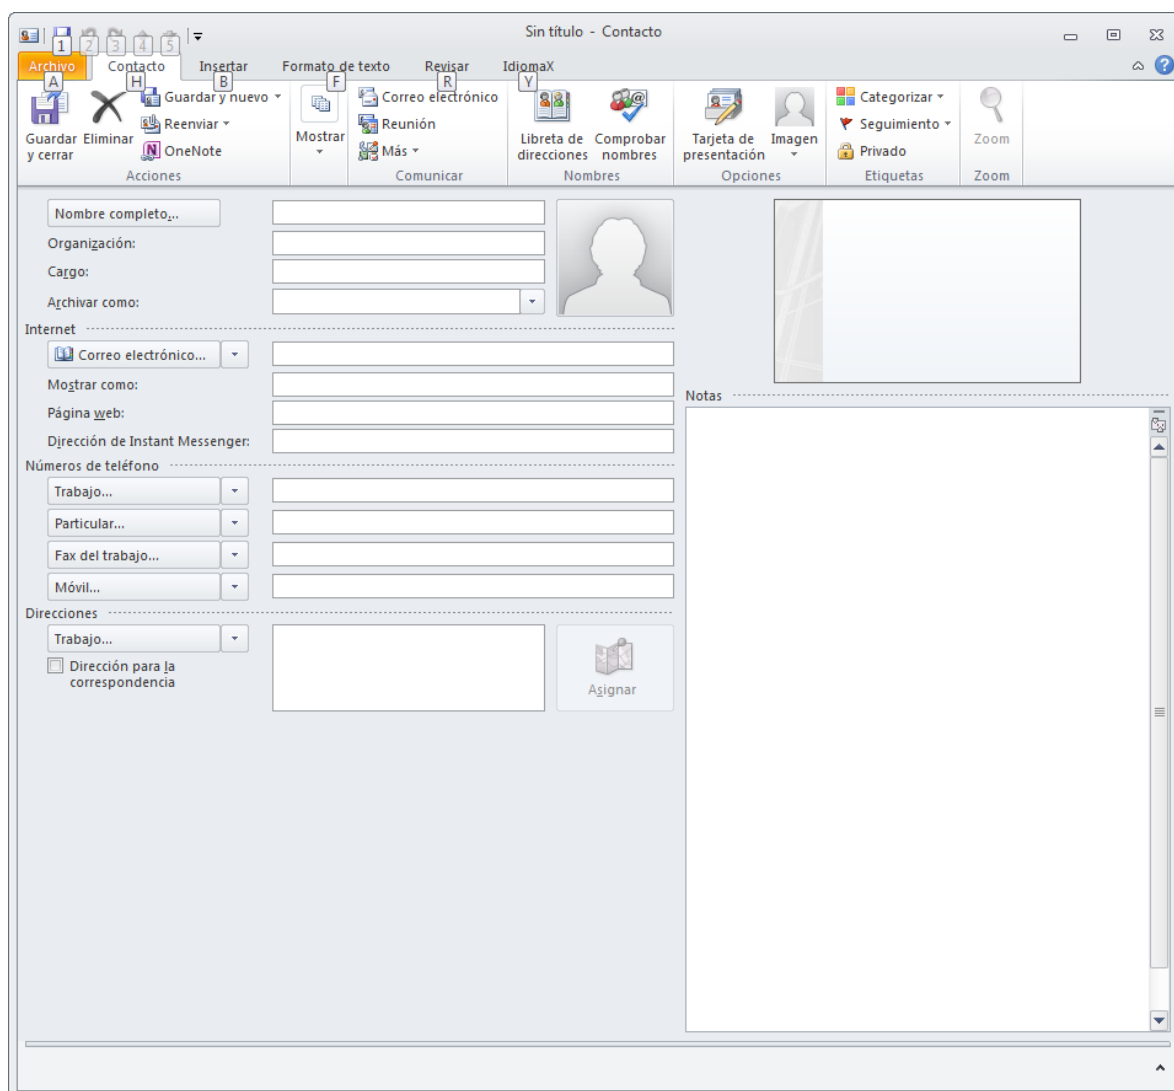 Sin título - Contacto
1 2 3 4 5
Archivo Contacto Insertar Formato de texto Revisar IdiomaX
A H B F R Y
Guardar y cerrar
Eliminar
Guardar y nuevo
Reenviar
OneNote
Acciones
Mostrar
Correo electrónico
Reunión
Más
Comunicar
Libreta de direcciones
Comprobar nombres
Nombres
Tarjeta de presentación
Imagen
Opciones
Categorizar
Seguimiento
Privado
Etiquetas
Zoom
Zoom
Nombre completo...
Organización:
Cargo:
Archivar como:
Internet
Correo electrónico...
Mostrar como:
Página web:
Dirección de Instant Messenger:
Números de teléfono
Trabajo...
Particular...
Fax del trabajo...
Móvil...
Direcciones
Trabajo...
Dirección para la
correspondencia
Asignar
Notas